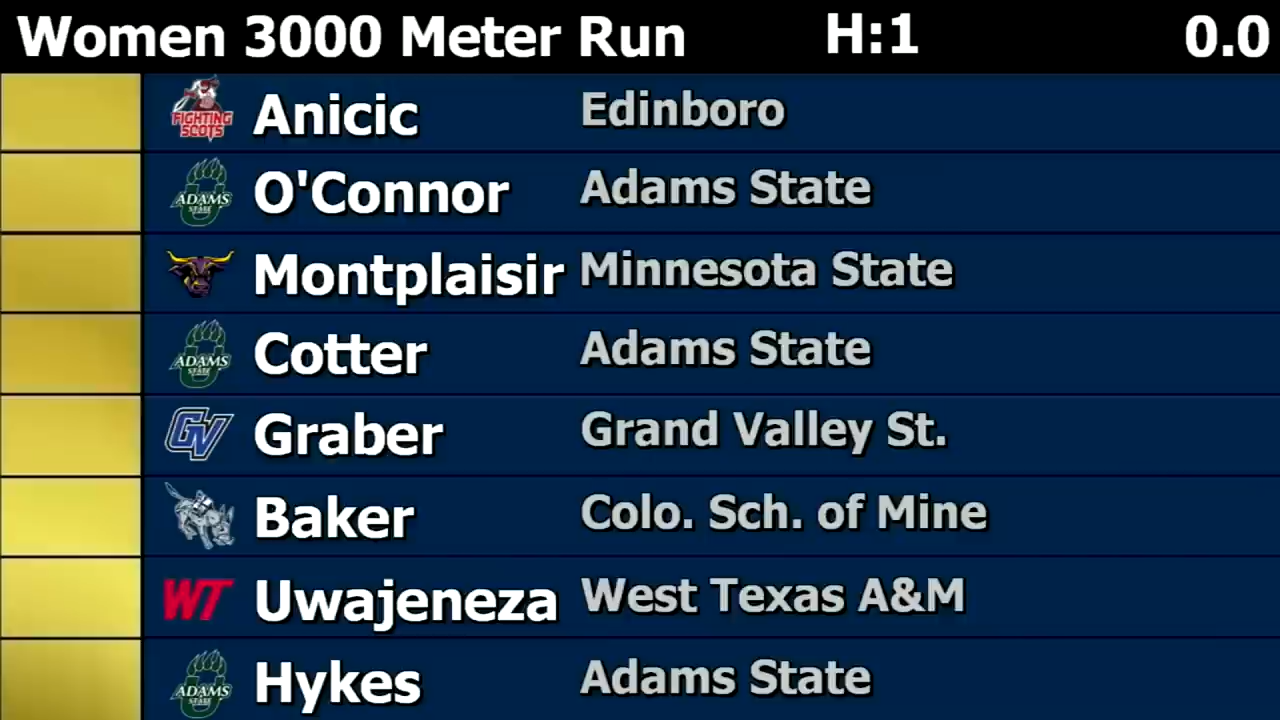 Women 3000 Meter Run H:1 0.0
FIGHTING SCOTS Anicic Edinboro
ADAMS STATE O'Connor Adams State
Montplaisir Minnesota State
ADAMS STATE Cotter Adams State
GV Graber Grand Valley St.
Baker Colo. Sch. of Mine
WT Uwajeneza West Texas A&M
ADAMS STATE Hykes Adams State